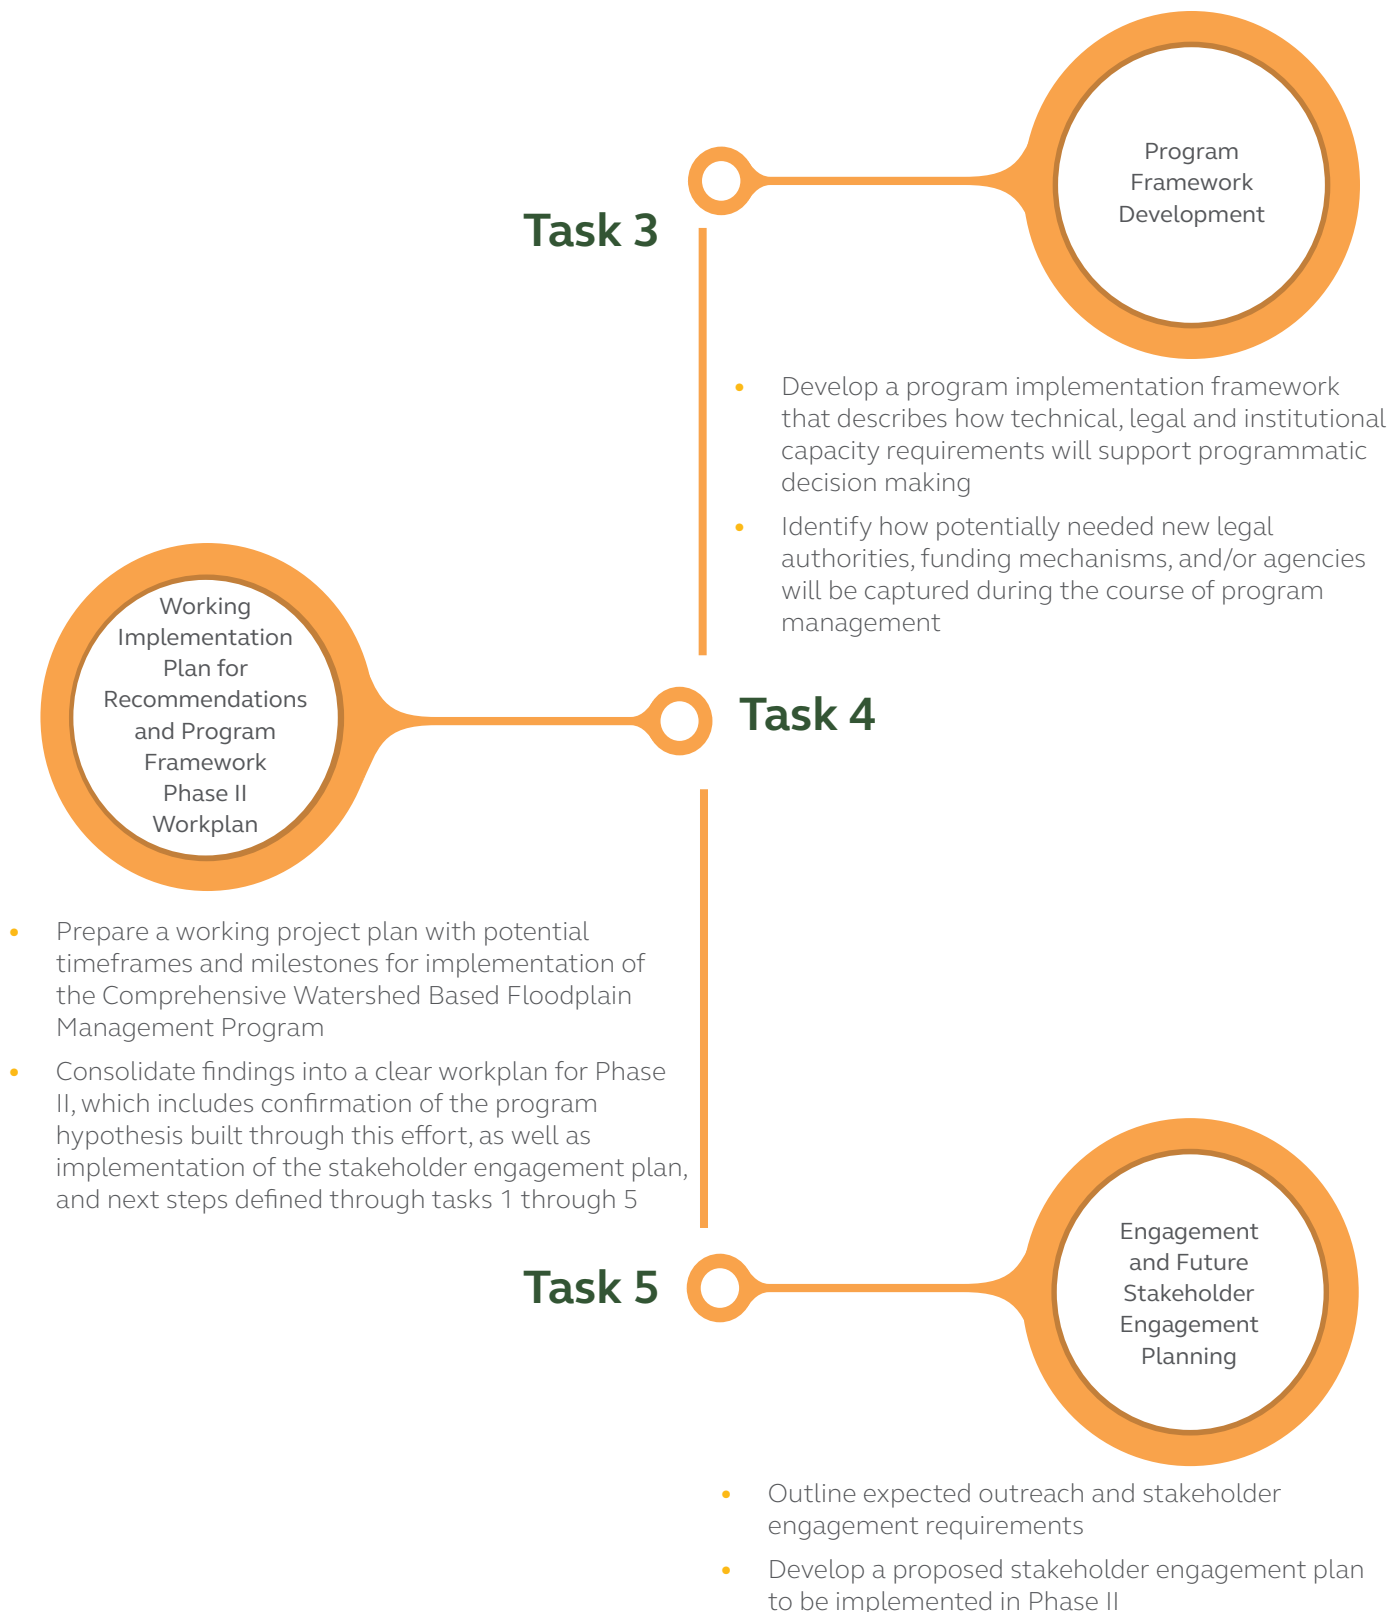 Program
Framework
Development
Task 3
• Develop a program implementation framework
that describes how technical, legal and institutional
capacity requirements will support programmatic
decision making
• Identify how potentially needed new legal
authorities, funding mechanisms, and/or agencies
will be captured during the course of program
management
Working
Implementation
Plan for
Recommendations
and Program
Framework
Phase II
Workplan
Task 4
• Prepare a working project plan with potential
timeframes and milestones for implementation of
the Comprehensive Watershed Based Floodplain
Management Program
• Consolidate findings into a clear workplan for Phase
II, which includes confirmation of the program
hypothesis built through this effort, as well as
implementation of the stakeholder engagement plan,
and next steps defined through tasks 1 through 5
Task 5
Engagement
and Future
Stakeholder
Engagement
Planning
• Outline expected outreach and stakeholder
engagement requirements
• Develop a proposed stakeholder engagement plan
to be implemented in Phase II